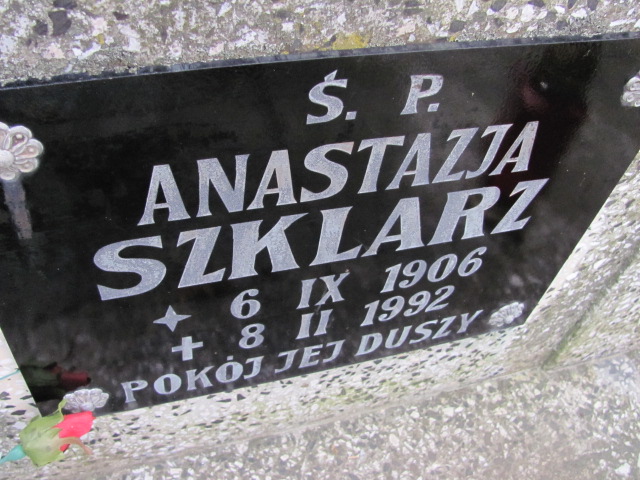 Ś. P.
ANASTAZJA
SZKLARZ
✦ 6 IX 1906
+ 8 II 1992
POKÓJ JEJ DUSZY